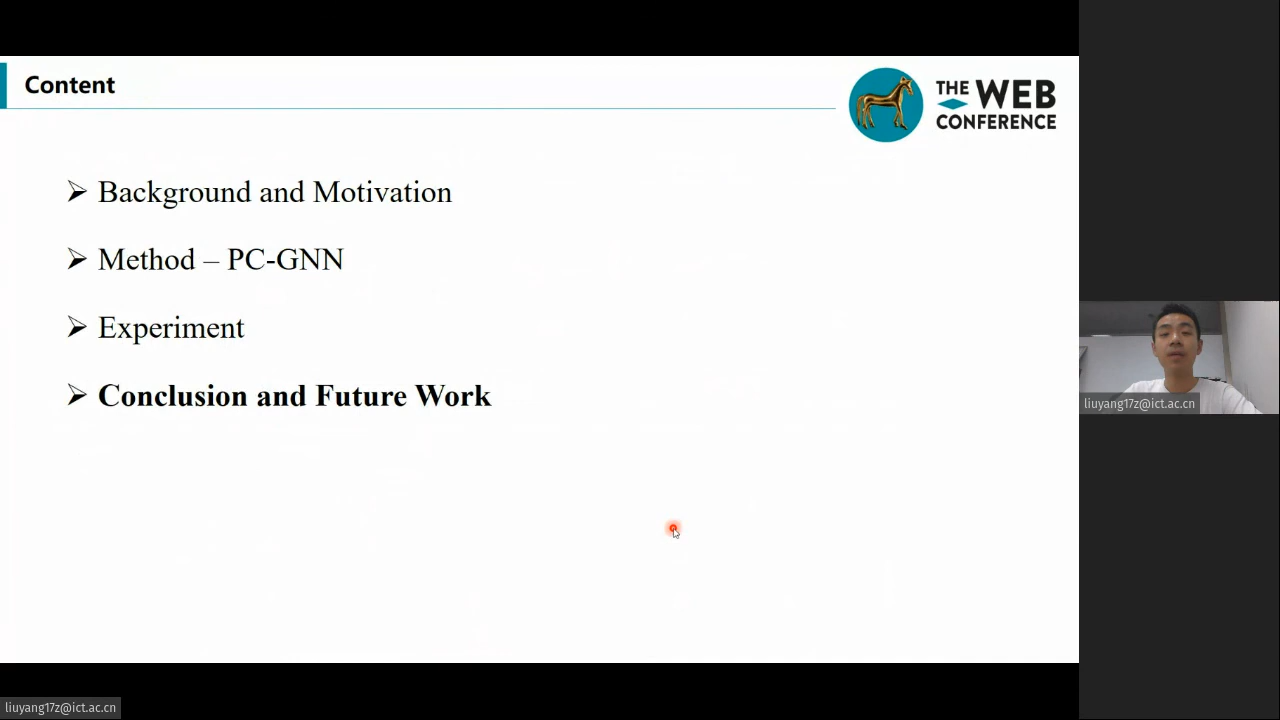 Content
THE WEB
CONFERENCE
➢ Background and Motivation
➢ Method – PC-GNN
➢ Experiment
➢ Conclusion and Future Work
liuyang17z@ict.ac.cn
liuyang17z@ict.ac.cn